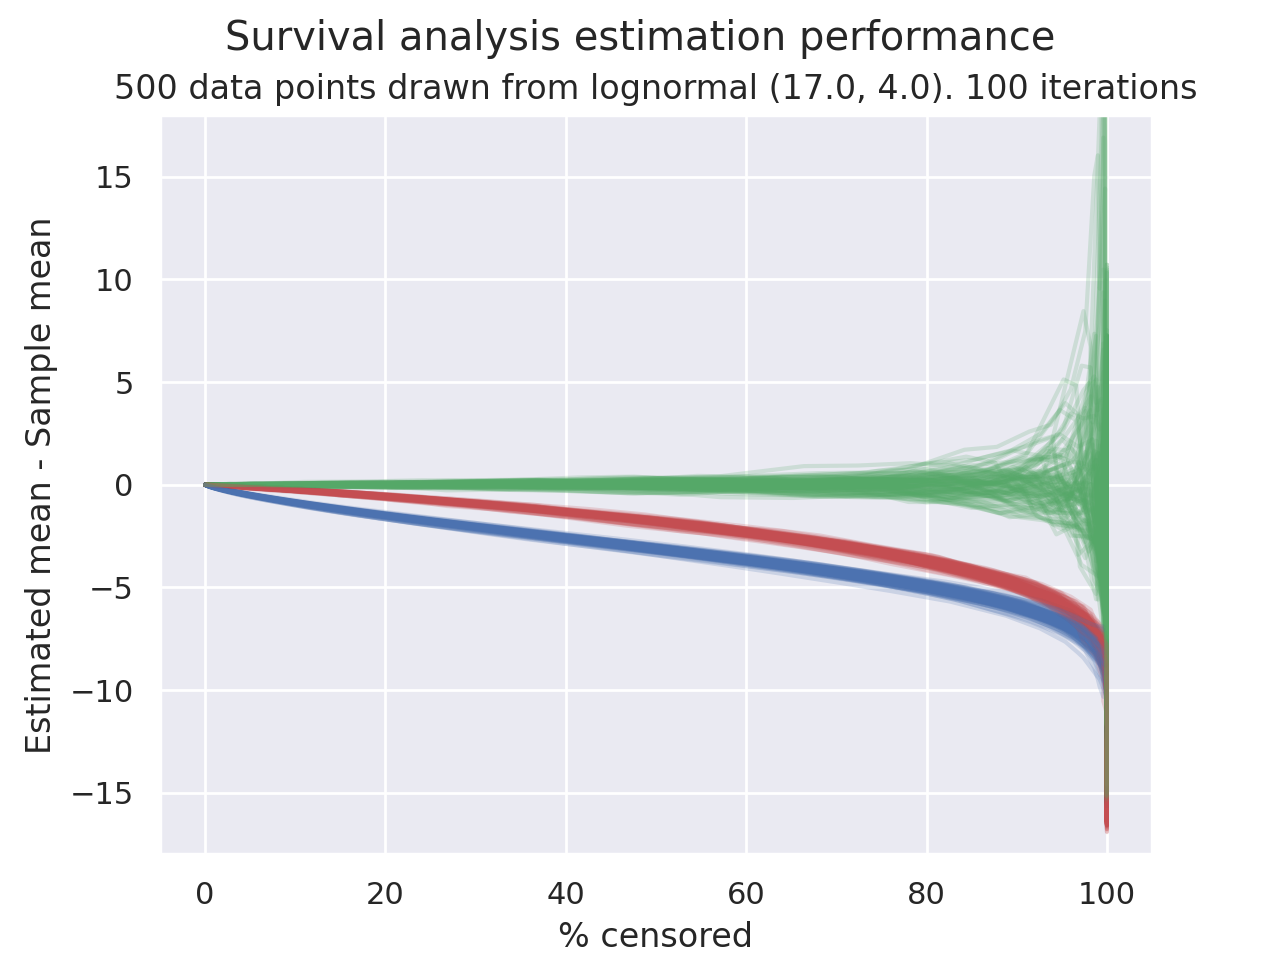 Survival analysis estimation performance
500 data points drawn from lognormal (17.0, 4.0). 100 iterations
15
10
5
0
−5
−10
−15
Estimated mean - Sample mean
0 20 40 60 80 100
% censored